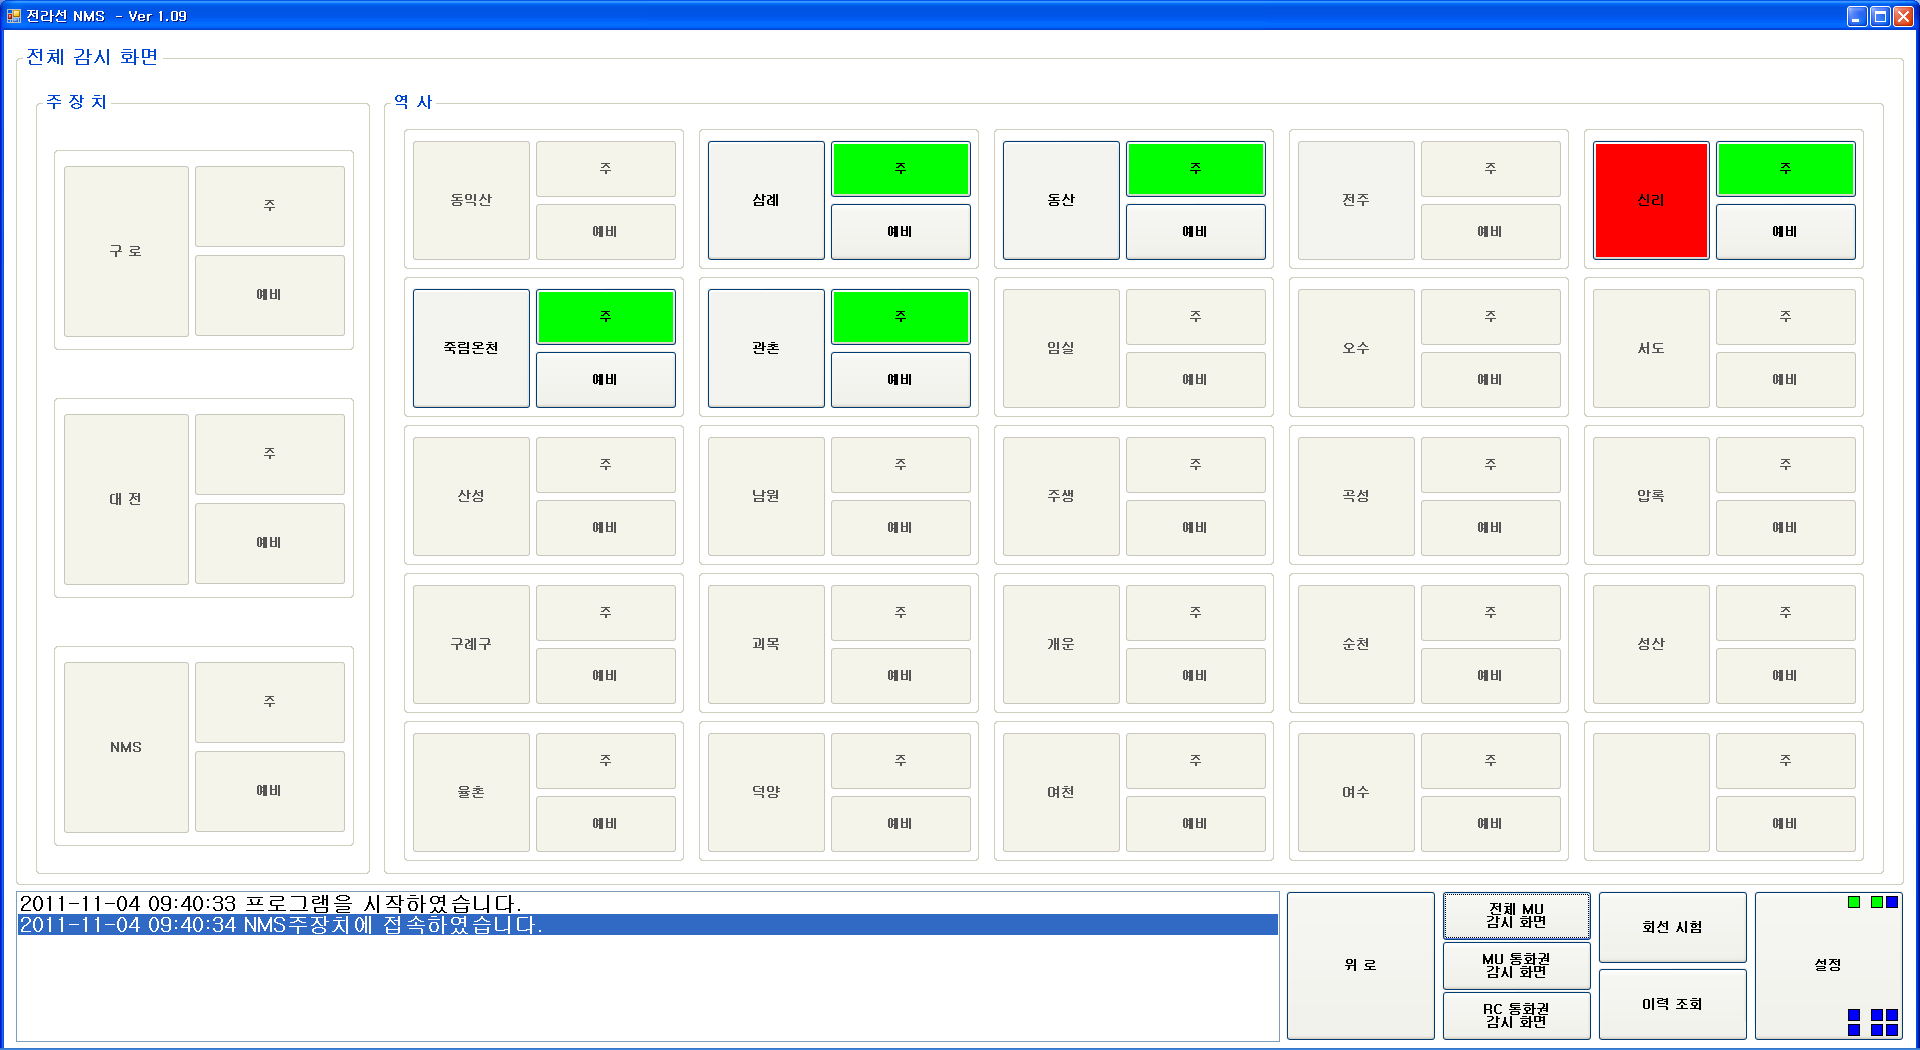 전라선 NMS - Ver 1.09
전체 감시 화면
주 장 치
구 로
주
예비
대 전
주
예비
NMS
주
예비
역 사
동익산
주
예비
삼례
주
예비
동산
주
예비
전주
주
예비
신리
주
예비
죽림온천
주
예비
관촌
주
예비
임실
주
예비
오수
주
예비
서도
주
예비
산성
주
예비
남원
주
예비
주생
주
예비
곡성
주
예비
압록
주
예비
구례구
주
예비
괴목
주
예비
개운
주
예비
순천
주
예비
성산
주
예비
율촌
주
예비
덕양
주
예비
여천
주
예비
여수
주
예비
주
예비
2011-11-04 09:40:33 프로그램을 시작하였습니다.
2011-11-04 09:40:34 NMS주장치에 접속하였습니다.
위 로
전체 MU
감시 화면
MU 통화권
감시 화면
RC 통화권
감시 화면
회선 시험
이력 조회
설정